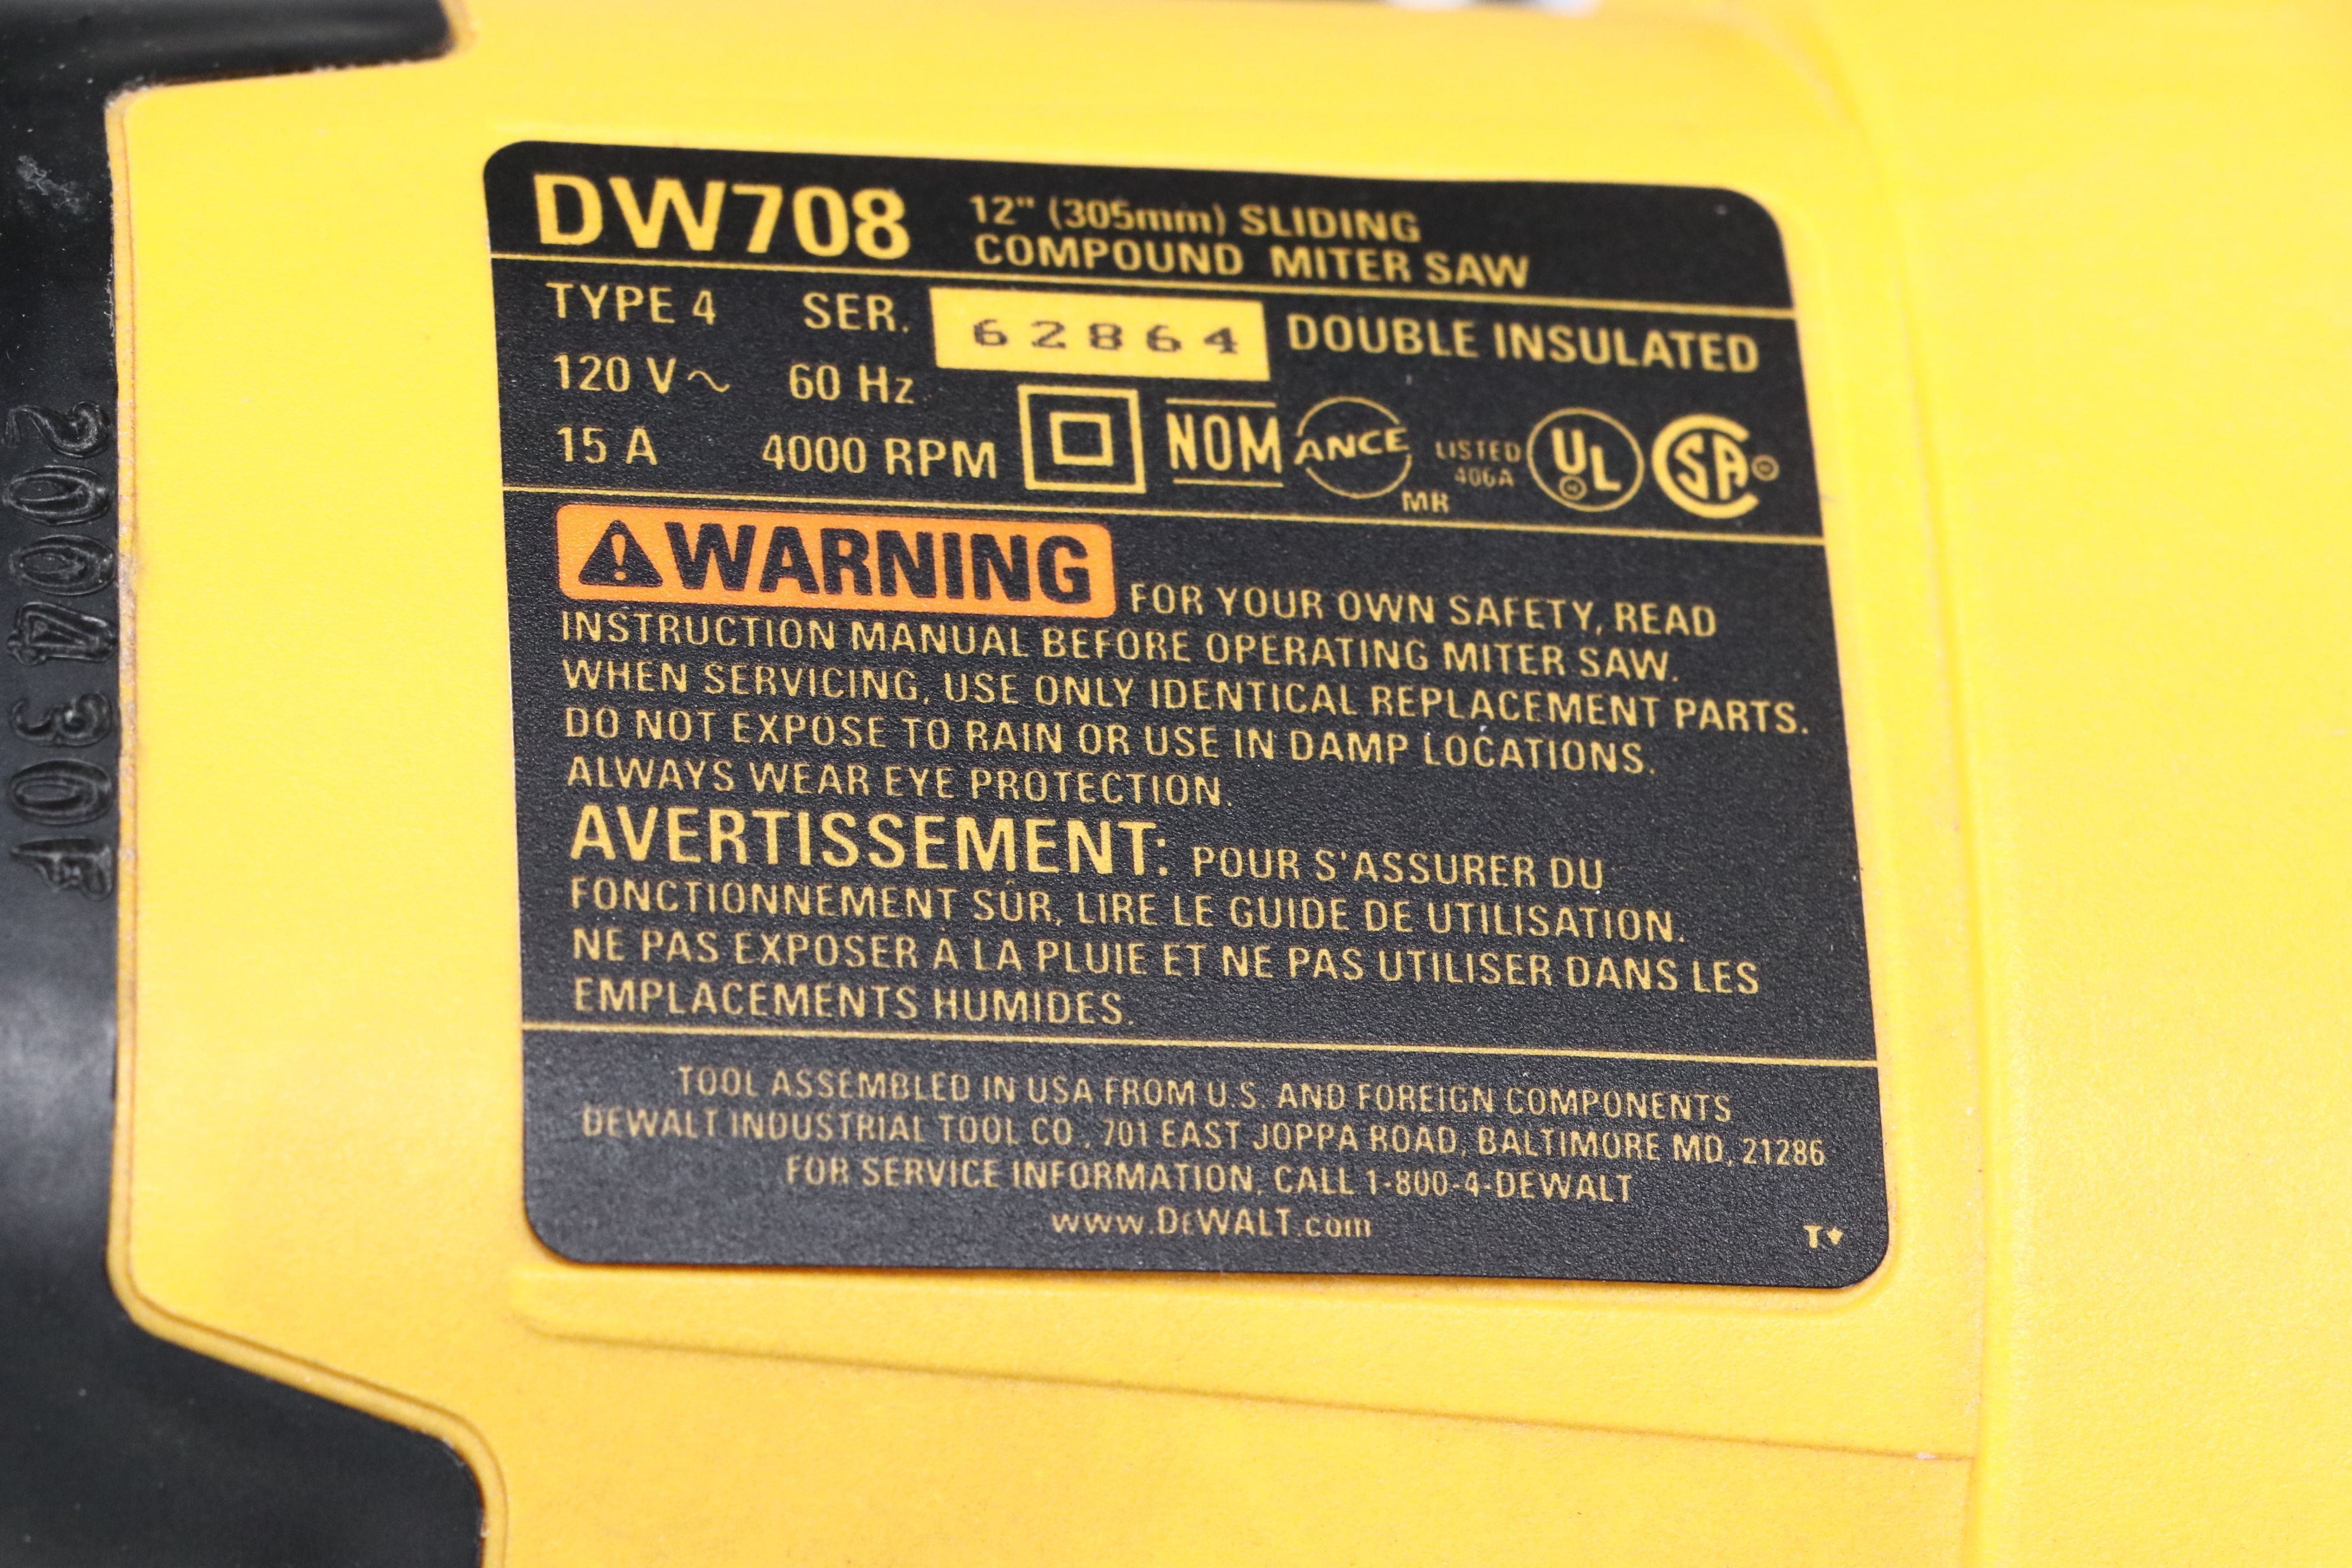 DW708 12" (305mm) SLIDING
COMPOUND MITER SAW
TYPE 4 SER. 62864 DOUBLE INSULATED
120 V~ 60 Hz
15 A 4000 RPM NOM ANCE MR LISTED 406A UL SA
WARNING FOR YOUR OWN SAFETY, READ
INSTRUCTION MANUAL BEFORE OPERATING MITER SAW.
WHEN SERVICING, USE ONLY IDENTICAL REPLACEMENT PARTS.
DO NOT EXPOSE TO RAIN OR USE IN DAMP LOCATIONS.
ALWAYS WEAR EYE PROTECTION.
AVERTISSEMENT: POUR S'ASSURER DU
FONCTIONNEMENT SÛR, LIRE LE GUIDE DE UTILISATION.
NE PAS EXPOSER À LA PLUIE ET NE PAS UTILISER DANS LES
EMPLACEMENTS HUMIDES.
TOOL ASSEMBLED IN USA FROM U.S. AND FOREIGN COMPONENTS
DEWALT INDUSTRIAL TOOL CO., 701 EAST JOPPA ROAD, BALTIMORE MD, 21286
FOR SERVICE INFORMATION, CALL 1-800-4-DEWALT
www.DEWALT.com
T